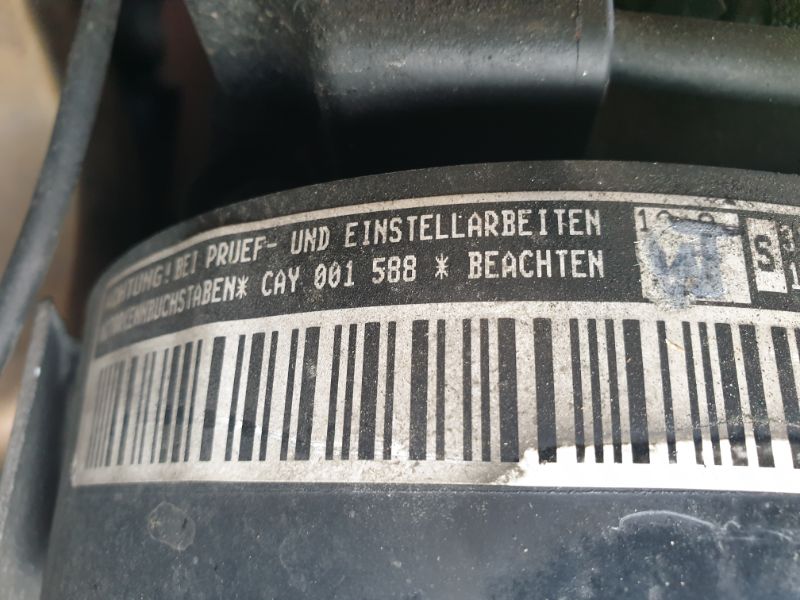 ACHTUNG! BEI PRUEF- UND EINSTELLARBEITEN
MOTORKENNBUCHSTABEN* CAY 001 588 * BEACHTEN
S